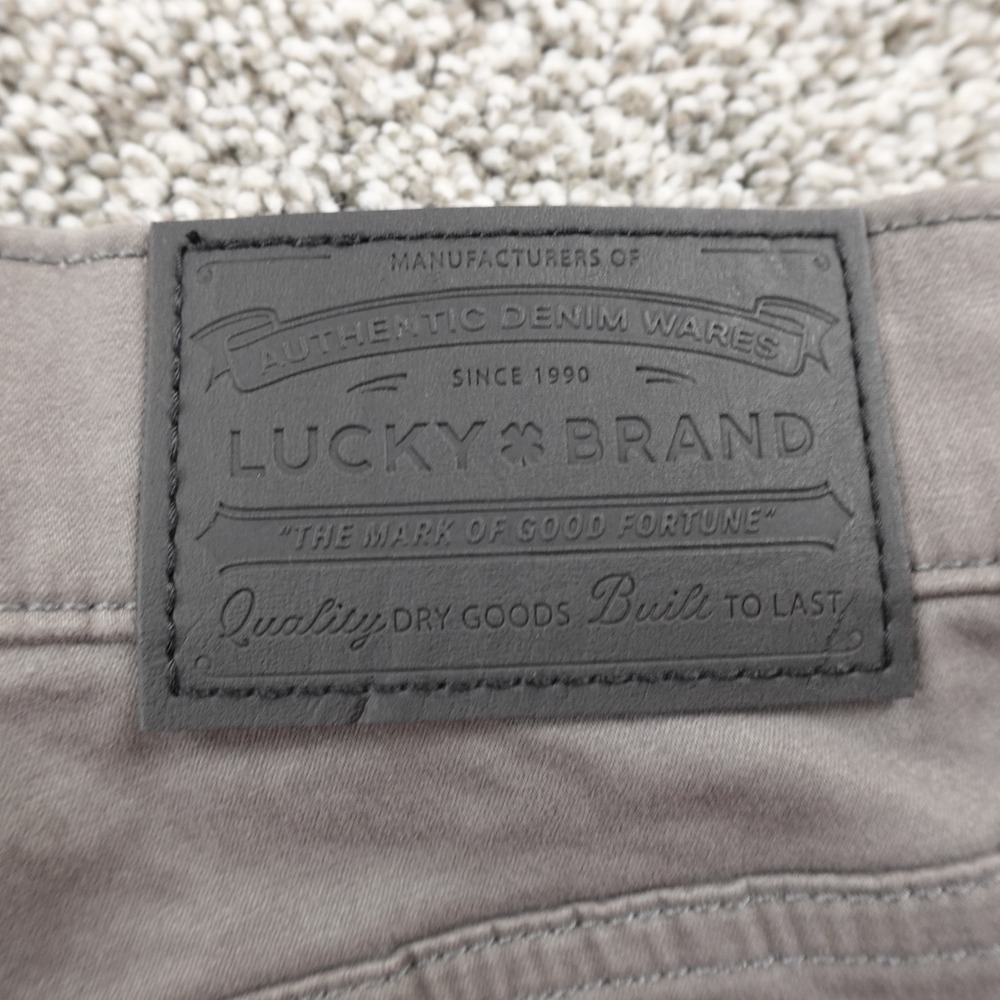 MANUFACTURERS OF
AUTHENTIC DENIM WARES
SINCE 1990
LUCKY BRAND
"THE MARK OF GOOD FORTUNE"
Quality DRY GOODS Built TO LAST